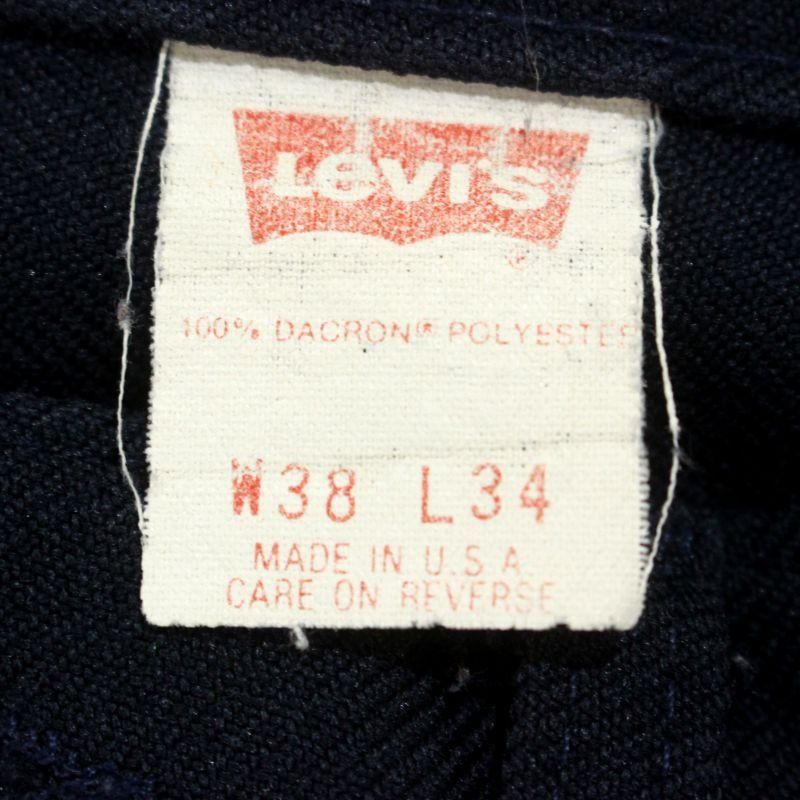 LeVI'S
®
100% DACRON® POLYESTER
W38 L34
MADE IN U.S.A.
CARE ON REVERSE